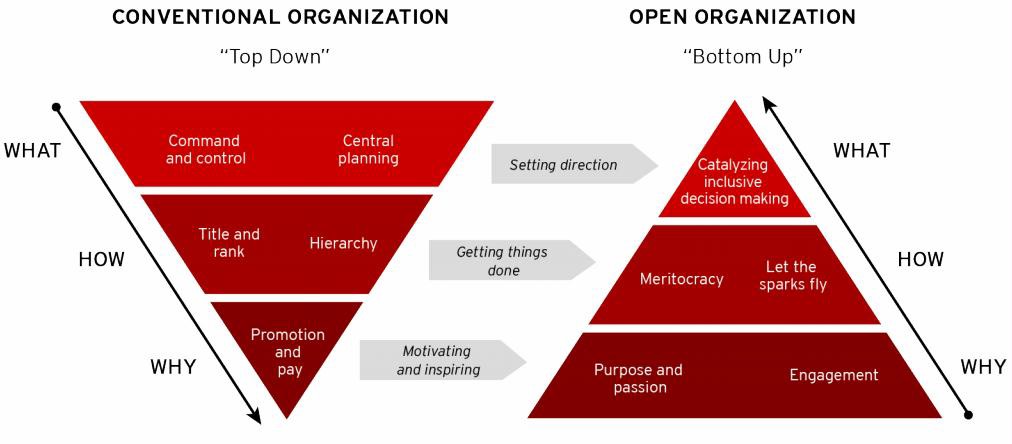 CONVENTIONAL ORGANIZATION
"Top Down"
WHAT
HOW
WHY
Command
and control
Central
planning
Title and
rank
Hierarchy
Promotion
and
pay
Setting direction
Getting things
done
Motivating
and inspiring
OPEN ORGANIZATION
"Bottom Up"
Catalyzing
inclusive
decision making
Meritocracy
Let the
sparks fly
Purpose and
passion
Engagement
WHAT
HOW
WHY